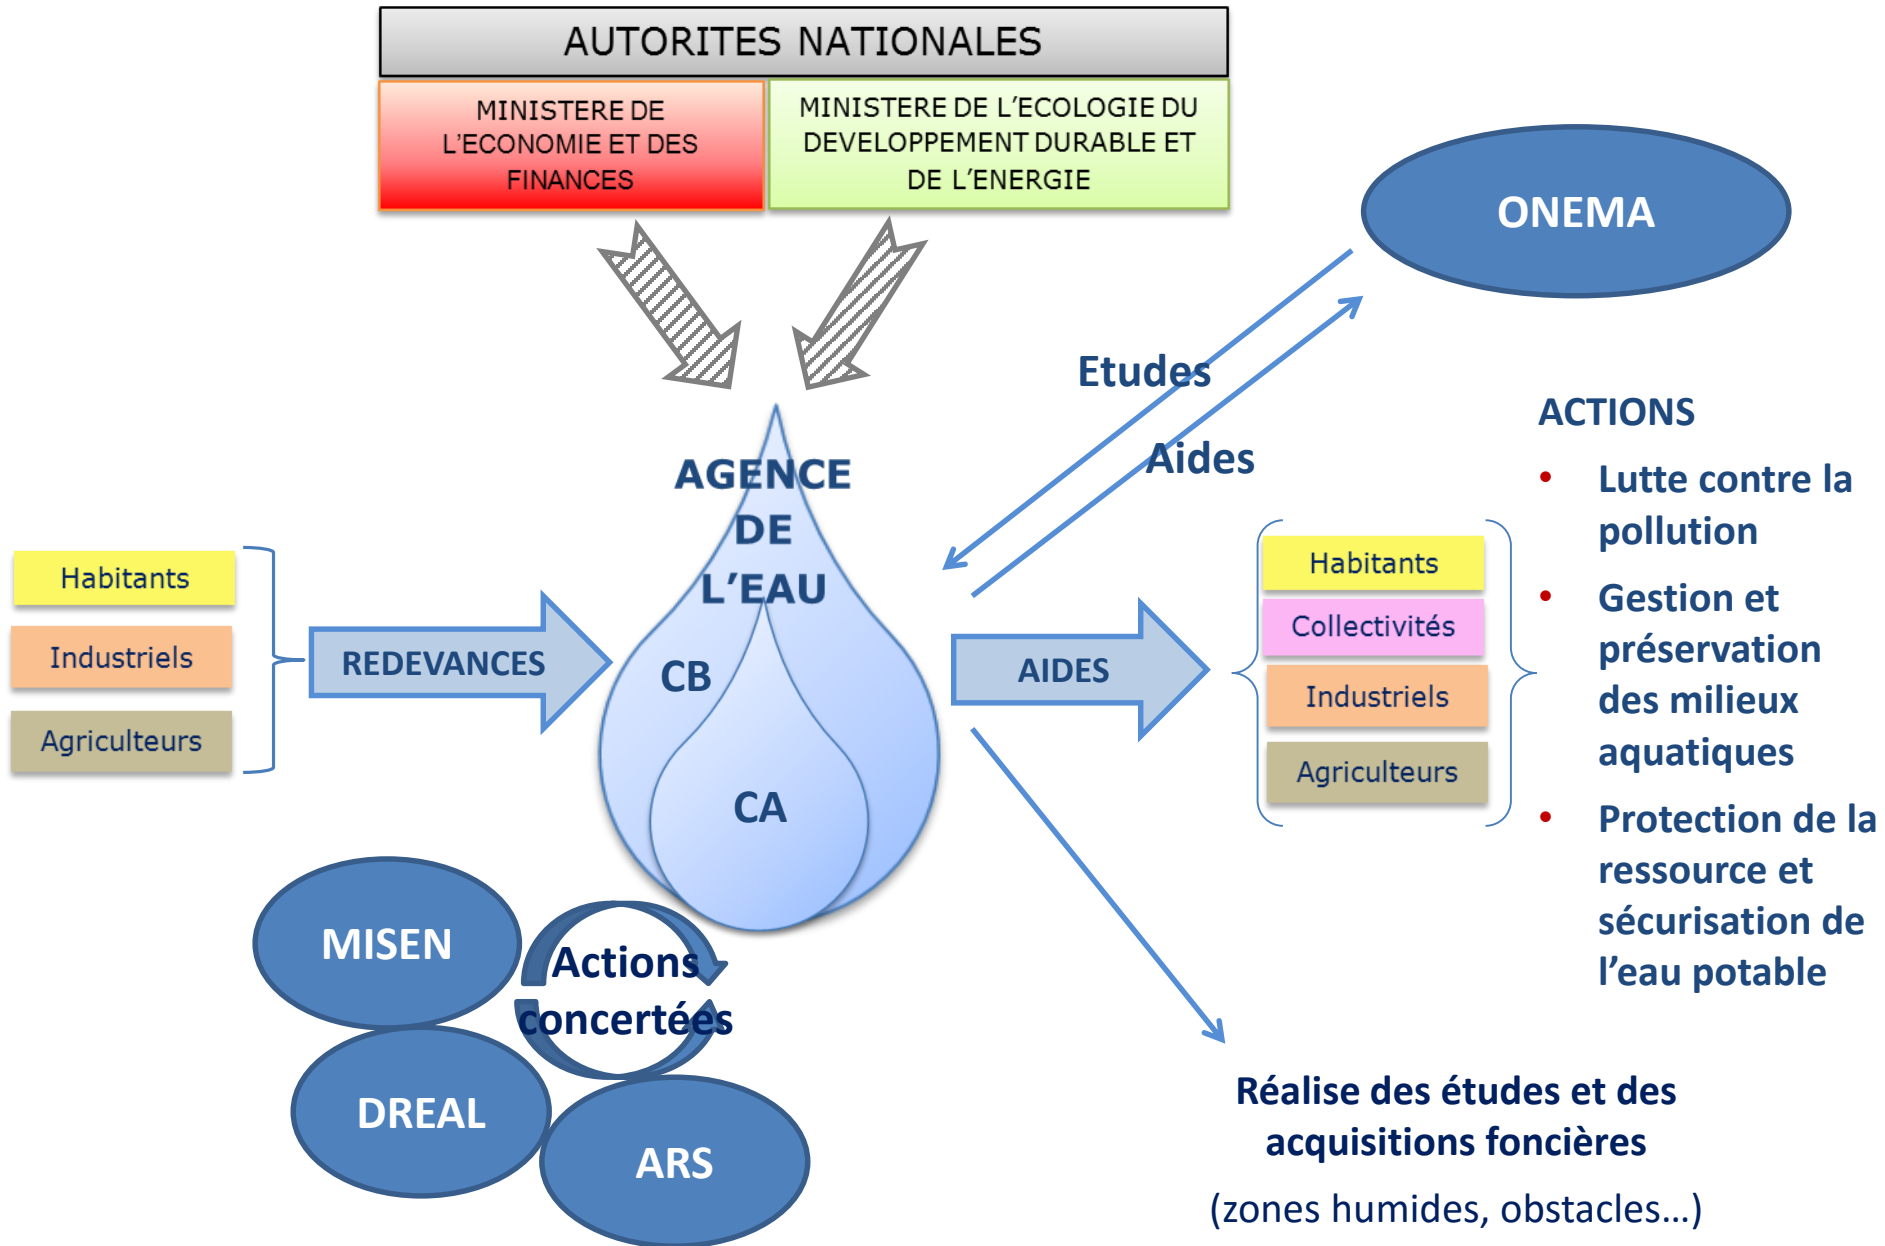 AUTORITES NATIONALES
MINISTERE DE
L'ECONOMIE ET DES
FINANCES
MINISTERE DE L'ECOLOGIE DU
DEVELOPPEMENT DURABLE ET
DE L'ENERGIE
ONEMA
Etudes
Aides
AGENCE
DE
L'EAU
CB
CA
Habitants
Industriels
Agriculteurs
REDEVANCES
AIDES
Habitants
Collectivités
Industriels
Agriculteurs
ACTIONS
• Lutte contre la
pollution
• Gestion et
préservation
des milieux
aquatiques
• Protection de la
ressource et
sécurisation de
l'eau potable
MISEN
DREAL
ARS
Actions
concertées
Réalise des études et des
acquisitions foncières
(zones humides, obstacles…)